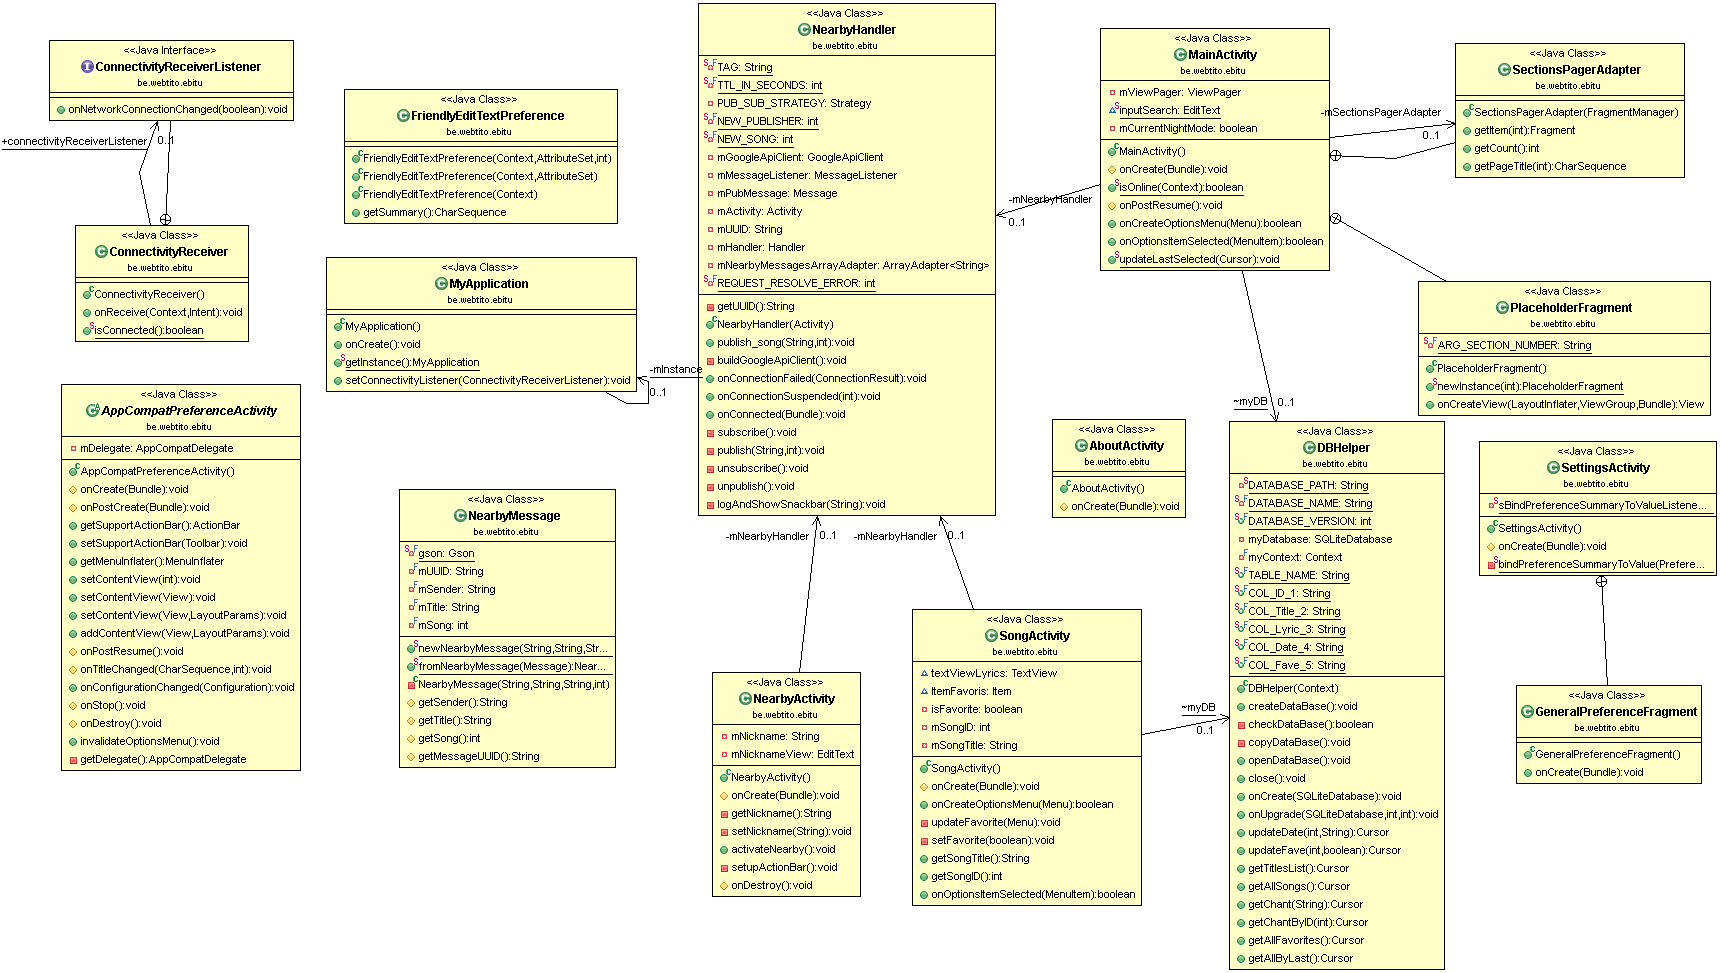 <<Java Interface>>
ConnectivityReceiverListener
be.webtito.ebitu
onNetworkConnectionChanged(boolean):void
+connectivityReceiverListener
0..1
<<Java Class>>
ConnectivityReceiver
be.webtito.ebitu
ConnectivityReceiver()
onReceive(Context,Intent):void
isConnected():boolean
<<Java Class>>
AppCompatPreferenceActivity
be.webtito.ebitu
mDelegate: AppCompatDelegate
AppCompatPreferenceActivity()
onCreate(Bundle):void
onPostCreate(Bundle):void
getSupportActionBar():ActionBar
setSupportActionBar(Toolbar):void
getMenuInflater():MenuInflater
setContentView(int):void
setContentView(View):void
setContentView(View,LayoutParams):void
addContentView(View,LayoutParams):void
onPostResume():void
onTitleChanged(CharSequence,int):void
onConfigurationChanged(Configuration):void
onStop():void
onDestroy():void
invalidateOptionsMenu():void
getDelegate():AppCompatDelegate
<<Java Class>>
FriendlyEditTextPreference
be.webtito.ebitu
FriendlyEditTextPreference(Context,AttributeSet,int)
FriendlyEditTextPreference(Context,AttributeSet)
FriendlyEditTextPreference(Context)
getSummary():CharSequence
<<Java Class>>
MyApplication
be.webtito.ebitu
MyApplication()
onCreate():void
getInstance():MyApplication
setConnectivityListener(ConnectivityReceiverListener):void
-mInstance
0..1
<<Java Class>>
NearbyMessage
be.webtito.ebitu
gson: Gson
mUUID: String
mSender: String
mTitle: String
mSong: int
newNearbyMessage(String,String,Str...
fromNearbyMessage(Message):Near...
NearbyMessage(String,String,String,int)
getSender():String
getTitle():String
getSong():int
getMessageUUID():String
<<Java Class>>
NearbyHandler
be.webtito.ebitu
TAG: String
TTL_IN_SECONDS: int
PUB_SUB_STRATEGY: Strategy
NEW_PUBLISHER: int
NEW_SONG: int
mGoogleApiClient: GoogleApiClient
mMessageListener: MessageListener
mPubMessage: Message
mActivity: Activity
mUUID: String
mHandler: Handler
mNearbyMessagesArrayAdapter: ArrayAdapter<String>
REQUEST_RESOLVE_ERROR: int
getUUID():String
NearbyHandler(Activity)
publish_song(String,int):void
buildGoogleApiClient():void
onConnectionFailed(ConnectionResult):void
onConnectionSuspended(int):void
onConnected(Bundle):void
subscribe():void
publish(String,int):void
unsubscribe():void
unpublish():void
logAndShowSnackbar(String):void
-mNearbyHandler
0..1
-mNearbyHandler
0..1
<<Java Class>>
NearbyActivity
be.webtito.ebitu
mNickname: String
mNicknameView: EditText
NearbyActivity()
onCreate(Bundle):void
getNickname():String
setNickname(String):void
activateNearby():void
setupActionBar():void
onDestroy():void
<<Java Class>>
SongActivity
be.webtito.ebitu
textViewLyrics: TextView
ItemFavoris: Item
isFavorite: boolean
mSongID: int
mSongTitle: String
SongActivity()
onCreate(Bundle):void
onCreateOptionsMenu(Menu):boolean
updateFavorite(Menu):void
setFavorite(boolean):void
getSongTitle():String
getSongID():int
onOptionsItemSelected(MenuItem):boolean
<<Java Class>>
MainActivity
be.webtito.ebitu
mViewPager: ViewPager
inputSearch: EditText
mCurrentNightMode: boolean
MainActivity()
onCreate(Bundle):void
isOnline(Context):boolean
onPostResume():void
onCreateOptionsMenu(Menu):boolean
onOptionsItemSelected(MenuItem):boolean
updateLastSelected(Cursor):void
-mNearbyHandler
0..1
-mSectionsPagerAdapter
0..1
<<Java Class>>
SectionsPagerAdapter
be.webtito.ebitu
SectionsPagerAdapter(FragmentManager)
getItem(int):Fragment
getCount():int
getPageTitle(int):CharSequence
<<Java Class>>
PlaceholderFragment
be.webtito.ebitu
ARG_SECTION_NUMBER: String
PlaceholderFragment()
newInstance(int):PlaceholderFragment
onCreateView(LayoutInflater,ViewGroup,Bundle):View
~myDB
0..1
<<Java Class>>
AboutActivity
be.webtito.ebitu
AboutActivity()
onCreate(Bundle):void
~myDB
0..1
<<Java Class>>
DBHelper
be.webtito.ebitu
DATABASE_PATH: String
DATABASE_NAME: String
DATABASE_VERSION: int
myDatabase: SQLiteDatabase
myContext: Context
TABLE_NAME: String
COL_ID_1: String
COL_Title_2: String
COL_Lyric_3: String
COL_Date_4: String
COL_Fave_5: String
DBHelper(Context)
createDataBase():void
checkDataBase():boolean
copyDataBase():void
openDataBase():void
close():void
onCreate(SQLiteDatabase):void
onUpgrade(SQLiteDatabase,int,int):void
updateDate(int,String):Cursor
updateFave(int,boolean):Cursor
getTitlesList():Cursor
getAllSongs():Cursor
getChant(String):Cursor
getChantByID(int):Cursor
getAllFavorites():Cursor
getAllByLast():Cursor
<<Java Class>>
SettingsActivity
be.webtito.ebitu
sBindPreferenceSummaryToValueListene...
SettingsActivity()
onCreate(Bundle):void
bindPreferenceSummaryToValue(Prefere...
<<Java Class>>
GeneralPreferenceFragment
be.webtito.ebitu
GeneralPreferenceFragment()
onCreate(Bundle):void